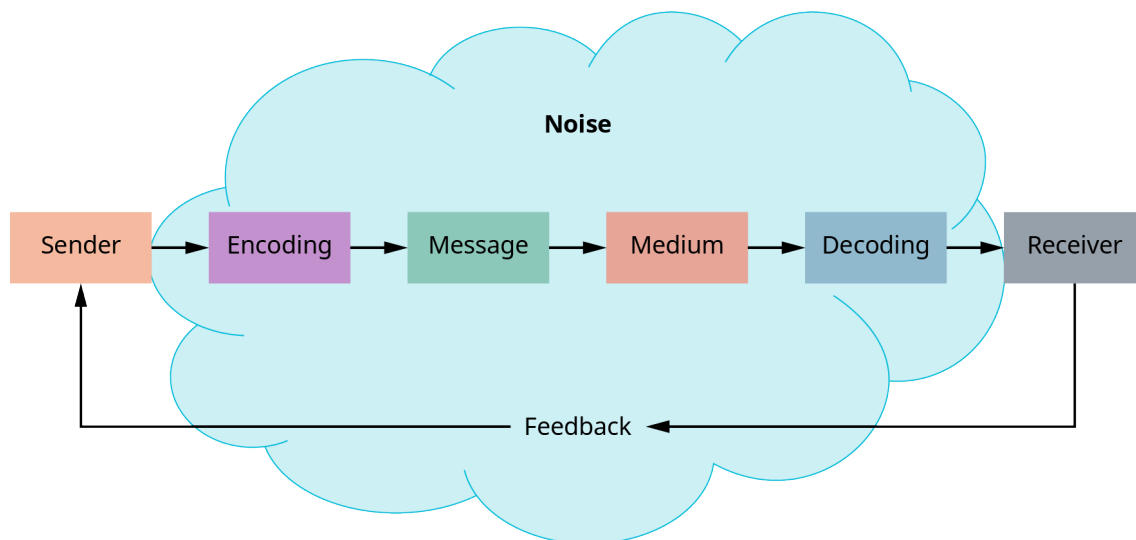 Noise
Sender
Encoding
Message
Medium
Decoding
Receiver
Feedback